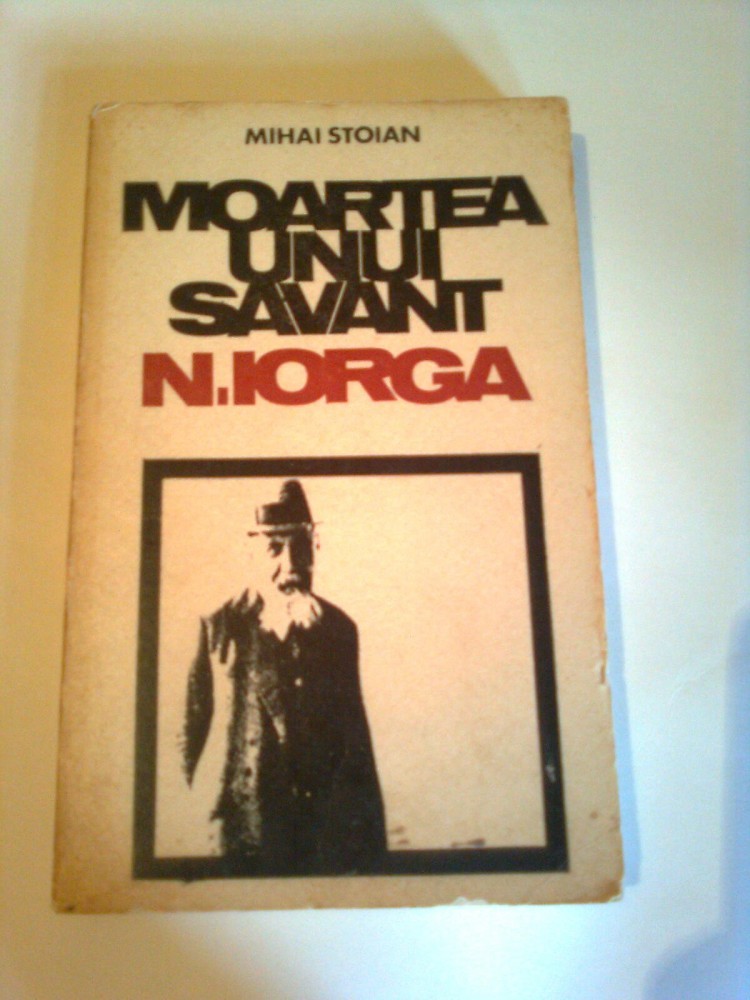 MIHAI STOIAN
MOARTEA
UNUI
SAVANT
N.IORGA